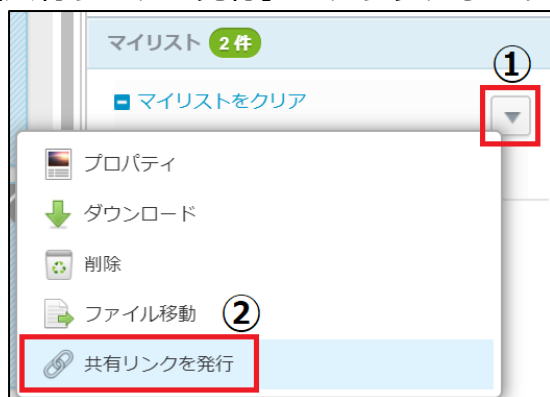 マイリスト 2件
①
マイリストをクリア
プロパティ
ダウンロード
削除
ファイル移動 ②
共有リンクを発行